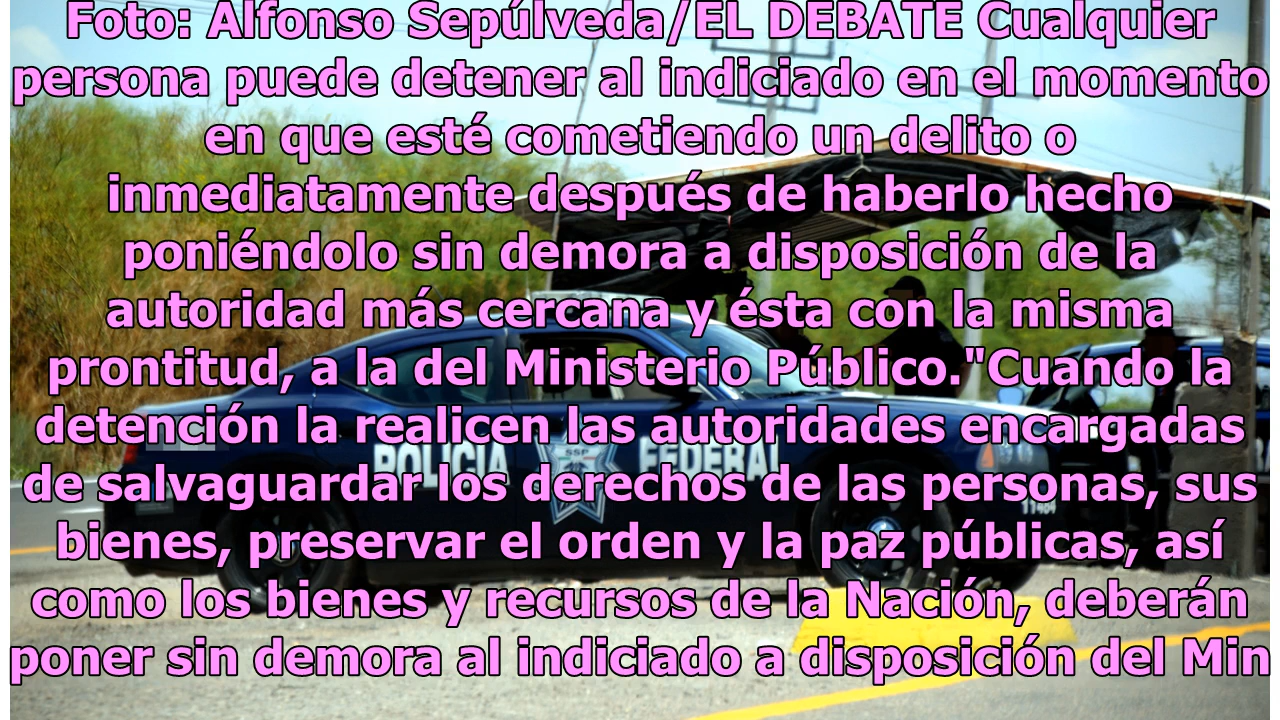 Foto: Alfonso Sepúlveda/EL DEBATE Cualquier
persona puede detener al indiciado en el momento
en que esté cometiendo un delito o
inmediatamente después de haberlo hecho
poniéndolo sin demora a disposición de la
autoridad más cercana y ésta con la misma
prontitud, a la del Ministerio Público."Cuando la
detención la realicen las autoridades encargadas
de salvaguardar los derechos de las personas, sus
bienes, preservar el orden y la paz públicas, así
como los bienes y recursos de la Nación, deberán
poner sin demora al indiciado a disposición del Min
POLICIA SSP FEDERAL
11404